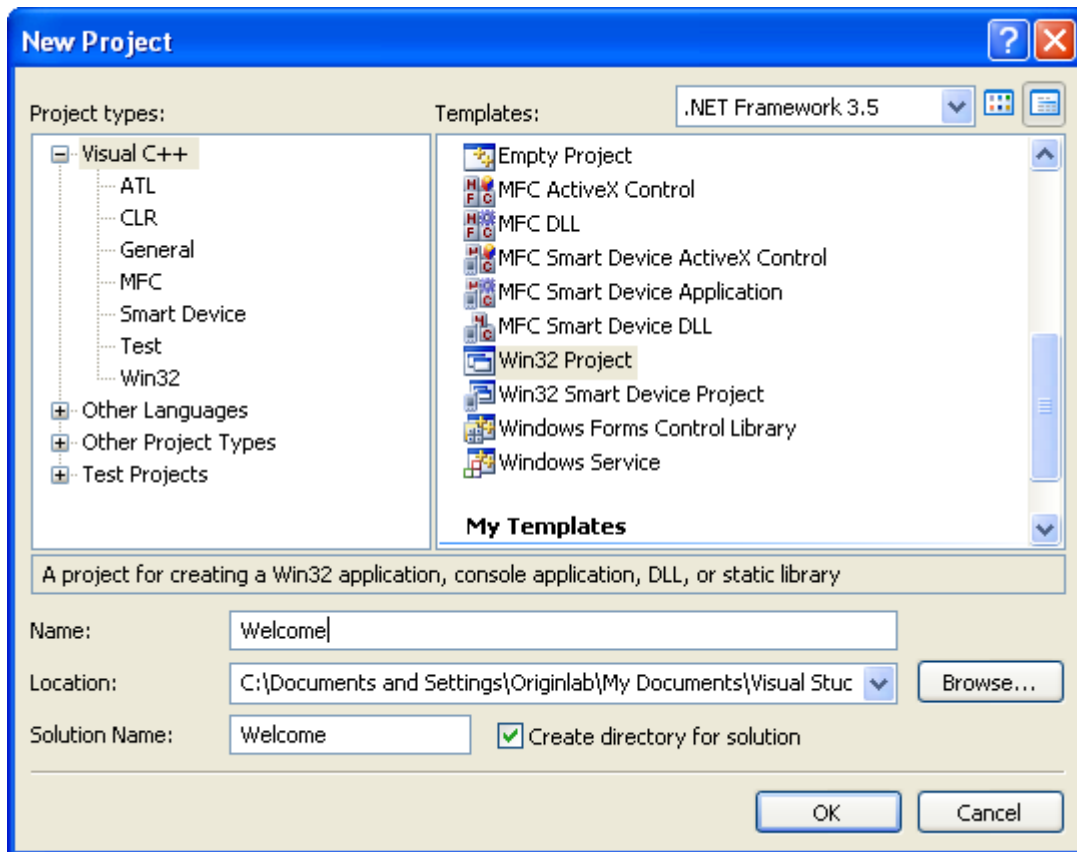 New Project
Project types:
Templates:
.NET Framework 3.5
Visual C++
ATL
CLR
General
MFC
Smart Device
Test
Win32
Other Languages
Other Project Types
Test Projects
Empty Project
MFC ActiveX Control
MFC DLL
MFC Smart Device ActiveX Control
MFC Smart Device Application
MFC Smart Device DLL
Win32 Project
Win32 Smart Device Project
Windows Forms Control Library
Windows Service
My Templates
A project for creating a Win32 application, console application, DLL, or static library
Name:
Welcome
Location:
C:\Documents and Settings\Originlab\My Documents\Visual Stuc
Browse...
Solution Name:
Welcome
Create directory for solution
OK
Cancel